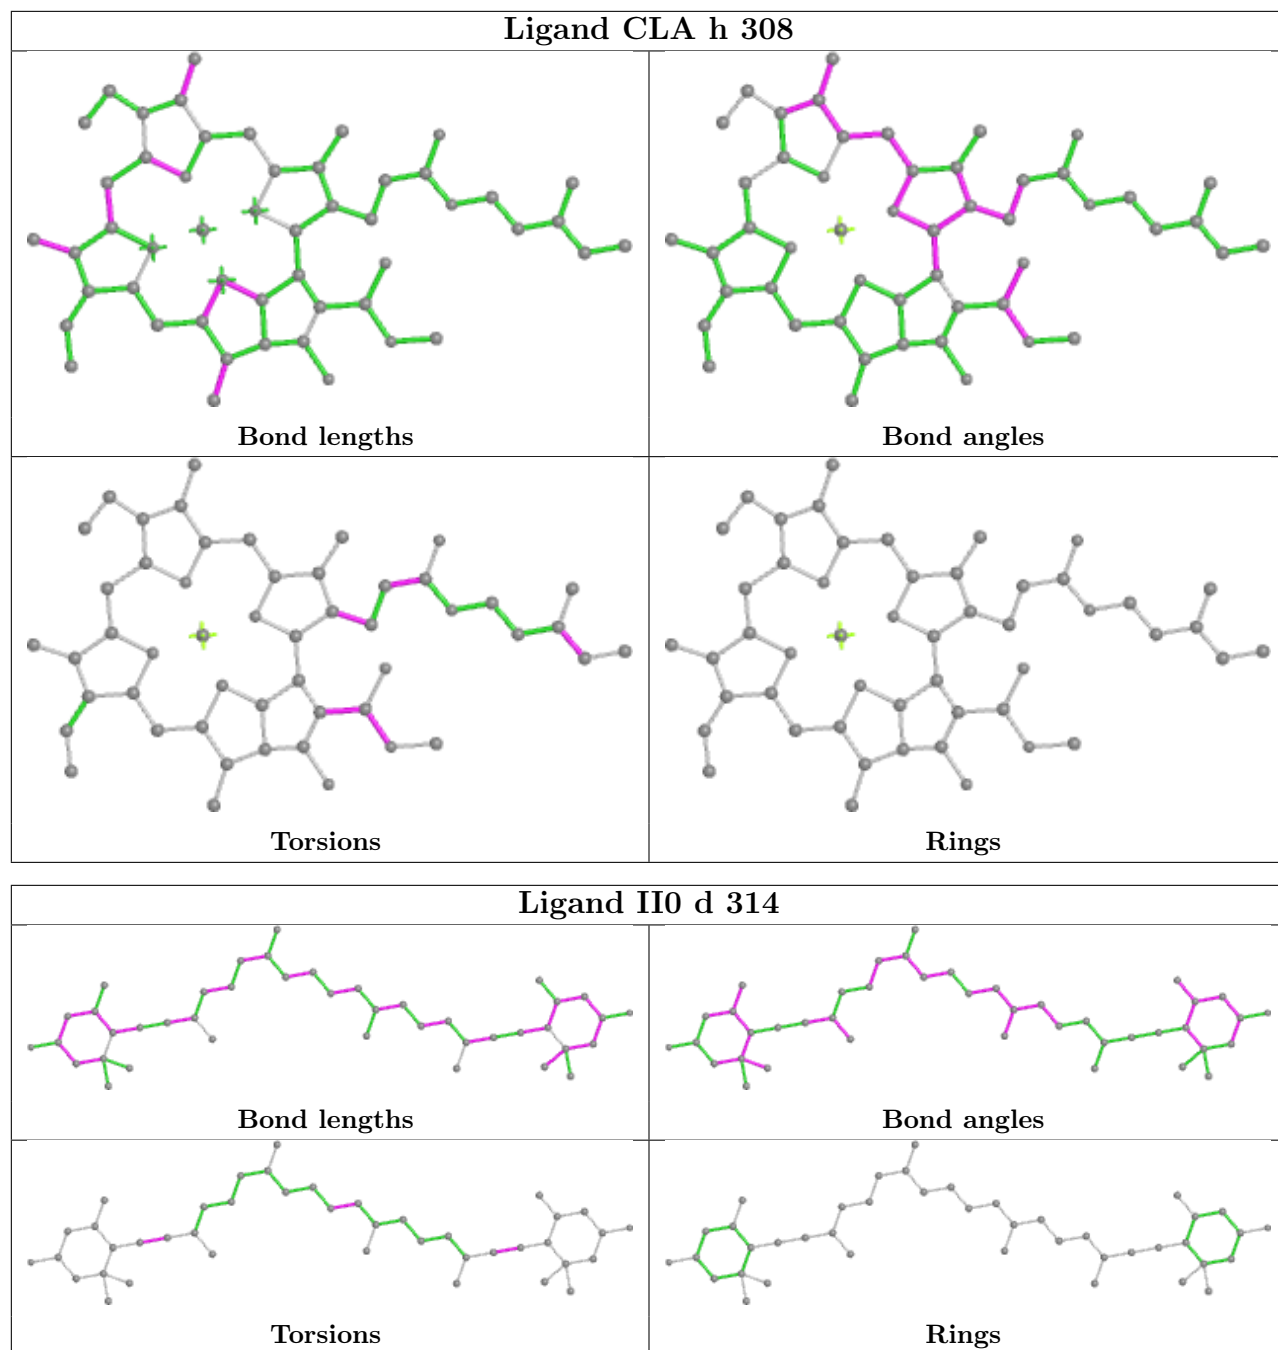 Ligand CLA h 308
Bond lengths
Bond angles
Torsions
Rings
Ligand II0 d 314
Bond lengths
Bond angles
Torsions
Rings